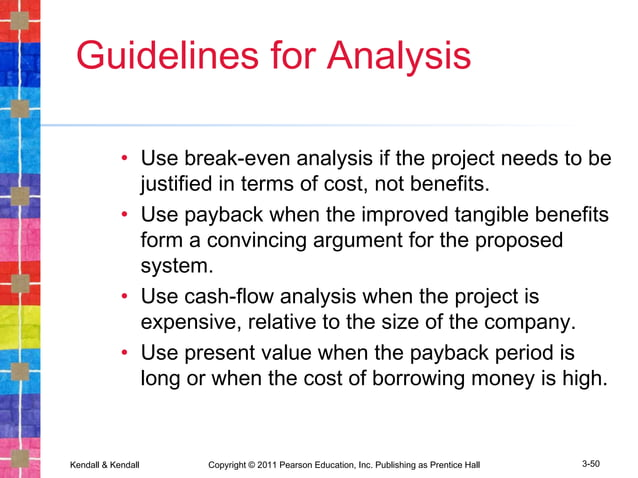 Guidelines for Analysis
• Use break-even analysis if the project needs to be
justified in terms of cost, not benefits.
• Use payback when the improved tangible benefits
form a convincing argument for the proposed
system.
• Use cash-flow analysis when the project is
expensive, relative to the size of the company.
• Use present value when the payback period is
long or when the cost of borrowing money is high.
Kendall & Kendall Copyright © 2011 Pearson Education, Inc. Publishing as Prentice Hall 3-50